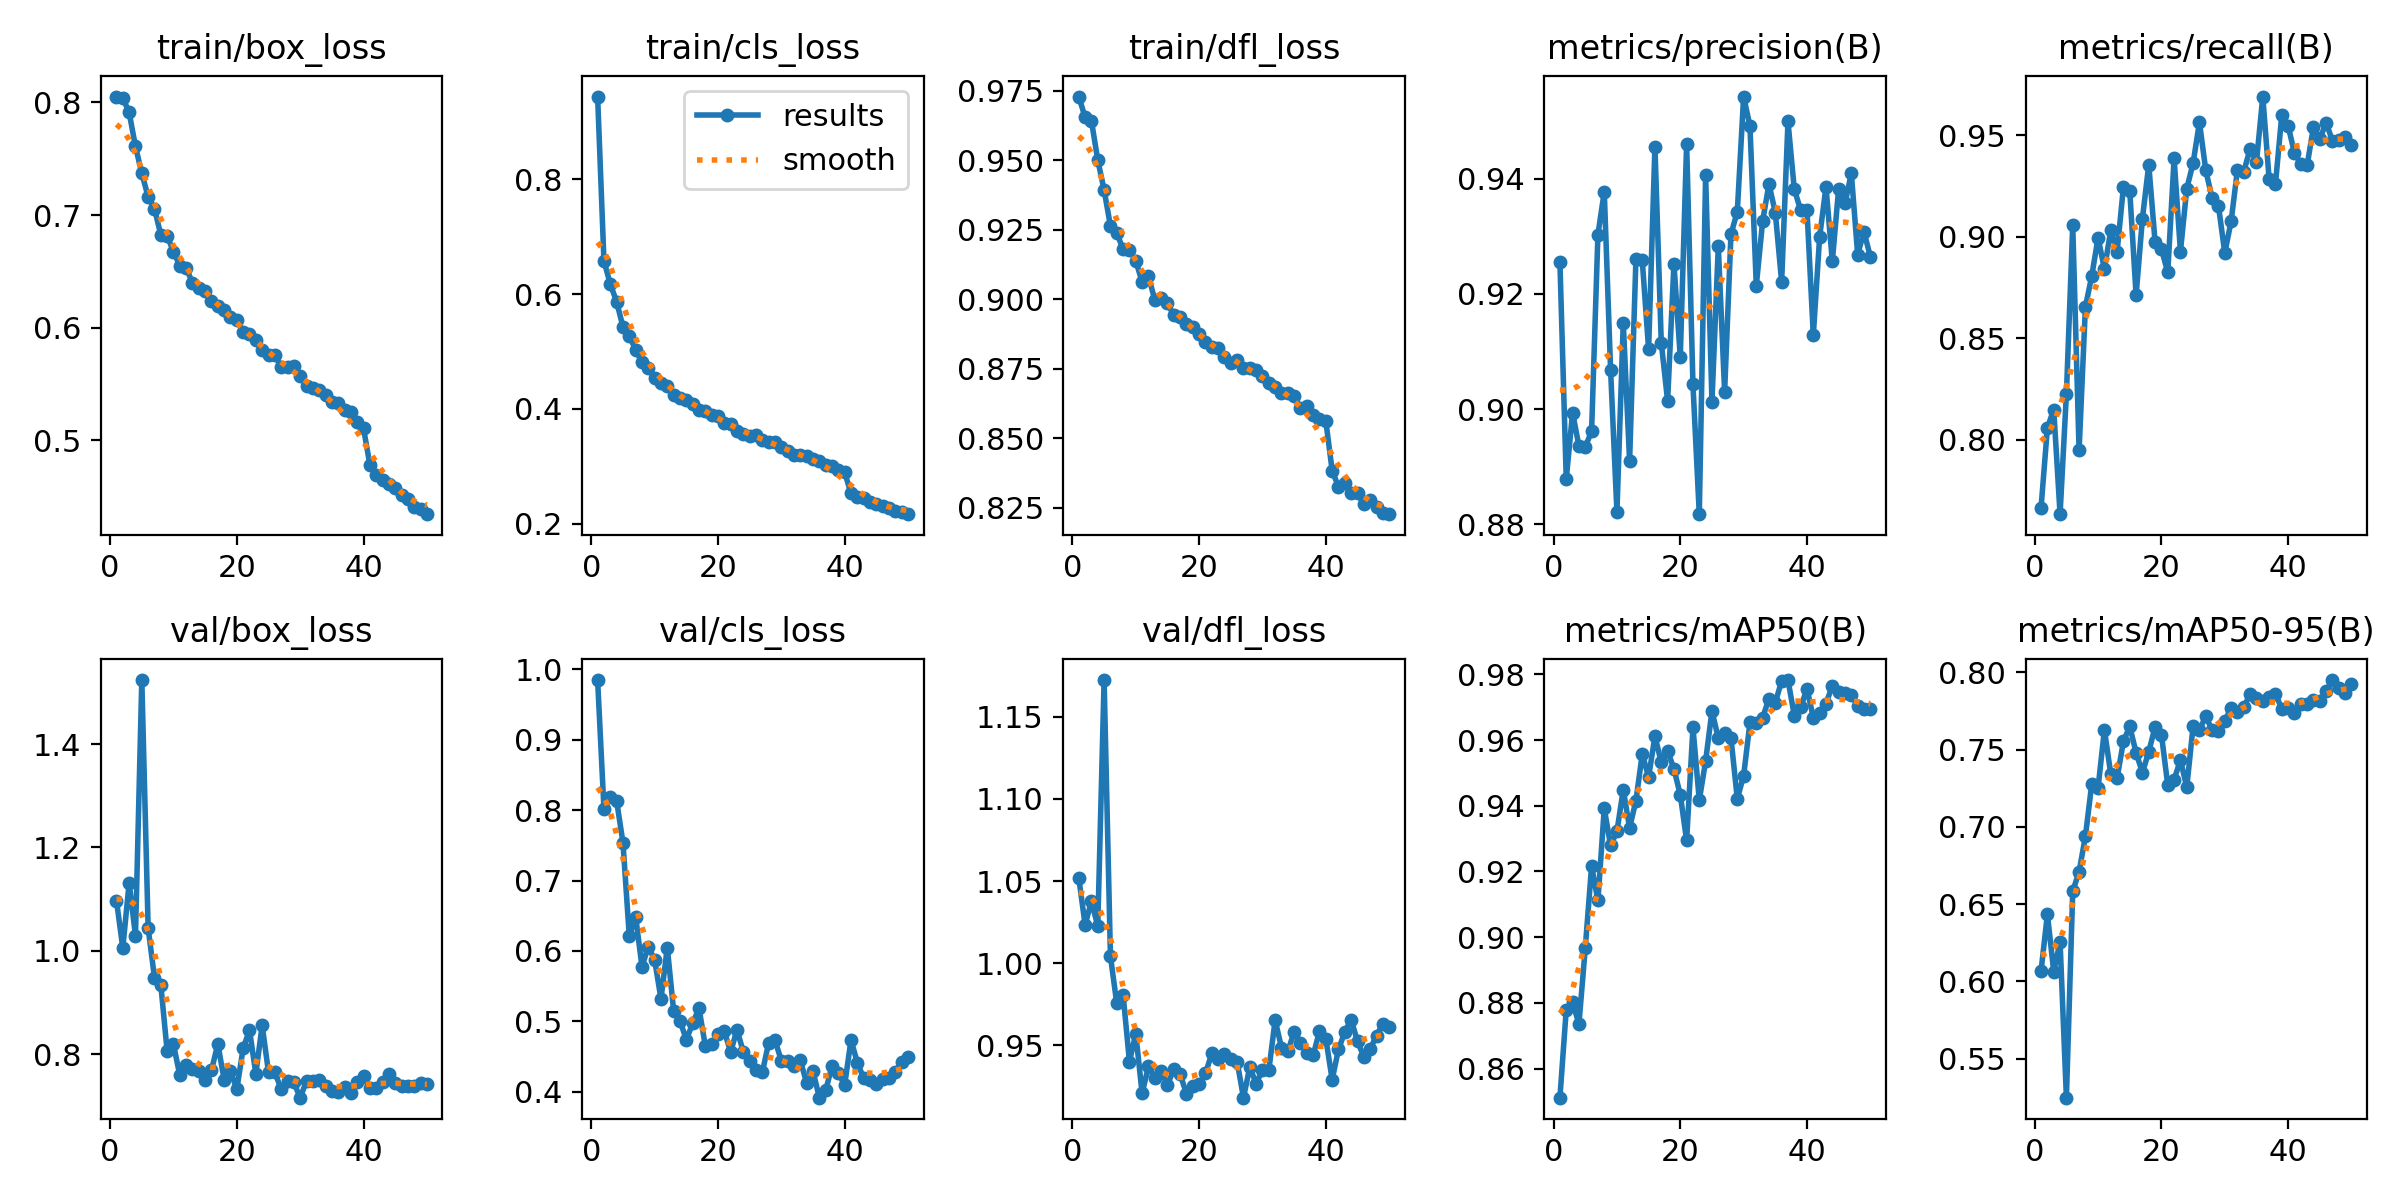 train/box_loss
0.8
0.7
0.6
0.5
0 20 40
train/cls_loss
results
smooth
0.8
0.6
0.4
0.2
0 20 40
train/dfl_loss
0.975
0.950
0.925
0.900
0.875
0.850
0.825
0 20 40
metrics/precision(B)
0.94
0.92
0.90
0.88
0 20 40
metrics/recall(B)
0.95
0.90
0.85
0.80
0 20 40
val/box_loss
1.4
1.2
1.0
0.8
0 20 40
val/cls_loss
1.0
0.9
0.8
0.7
0.6
0.5
0.4
0 20 40
val/dfl_loss
1.15
1.10
1.05
1.00
0.95
0 20 40
metrics/mAP50(B)
0.98
0.96
0.94
0.92
0.90
0.88
0.86
0 20 40
metrics/mAP50-95(B)
0.80
0.75
0.70
0.65
0.60
0.55
0 20 40